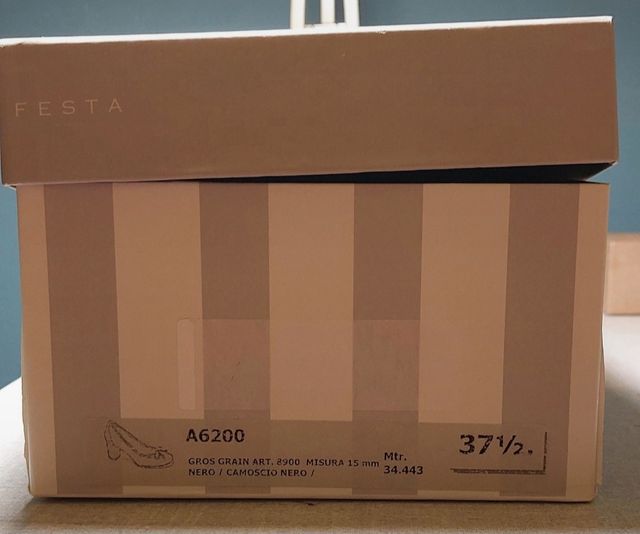 FESTA
A6200
GROS GRAIN ART. 8900 MISURA 15 mm
NERO / CAMOSCIO NERO /
Mtr.
34.443
37½.